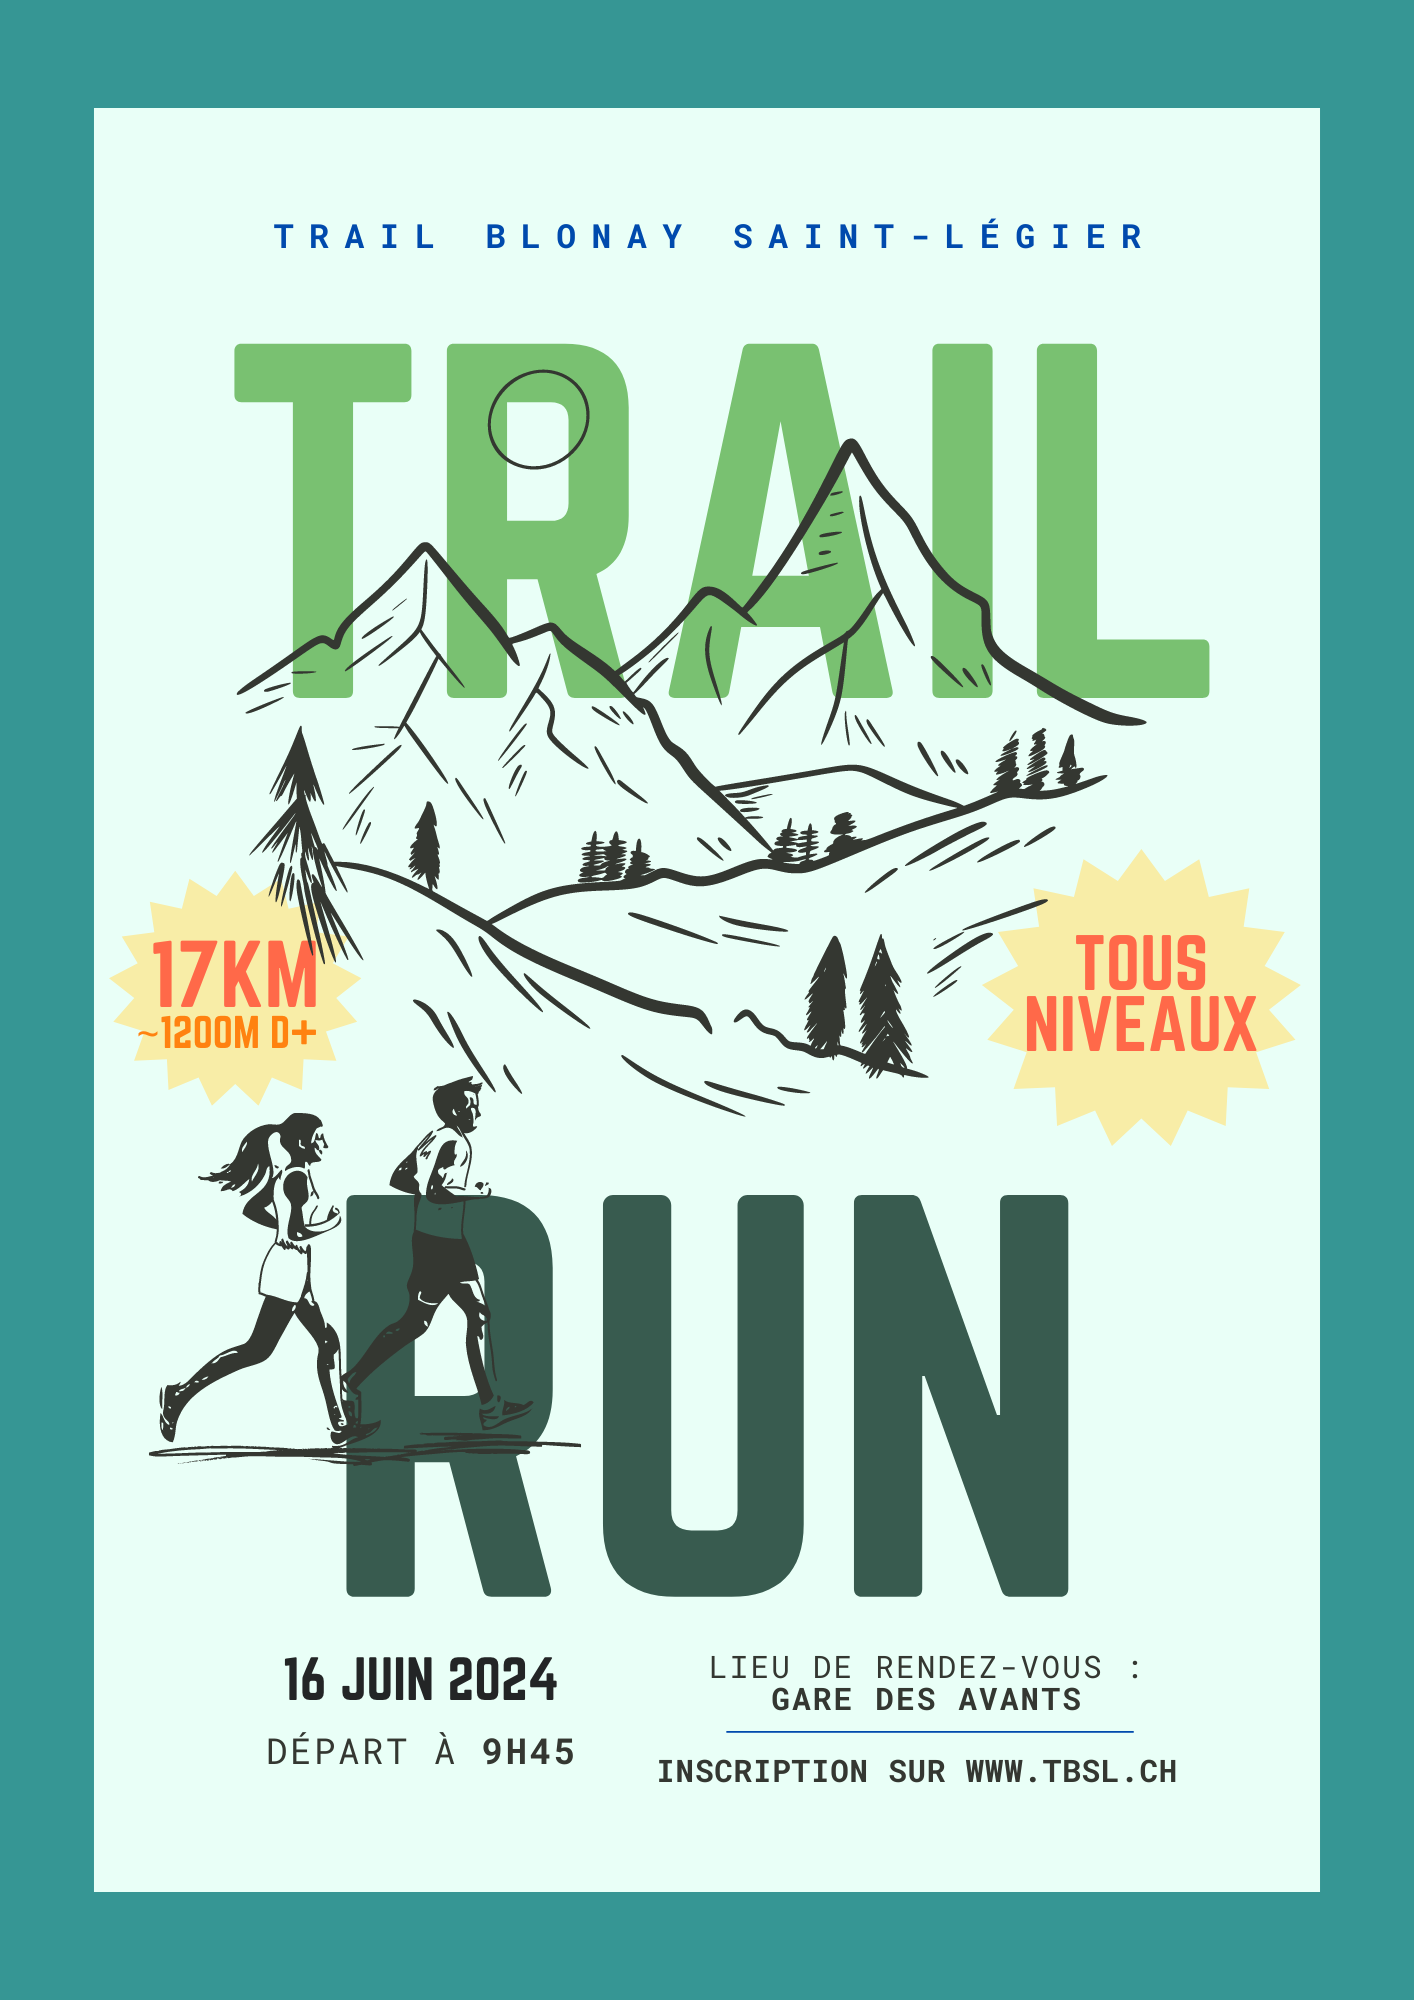 TRAIL BLONAY SAINT-LÉGIER
TRAIL
17KM
~1200M D+
TOUS
NIVEAUX
RUN
16 JUIN 2024
DÉPART À 9H45
LIEU DE RENDEZ-VOUS :
GARE DES AVANTS
INSCRIPTION SUR WWW.TBSL.CH